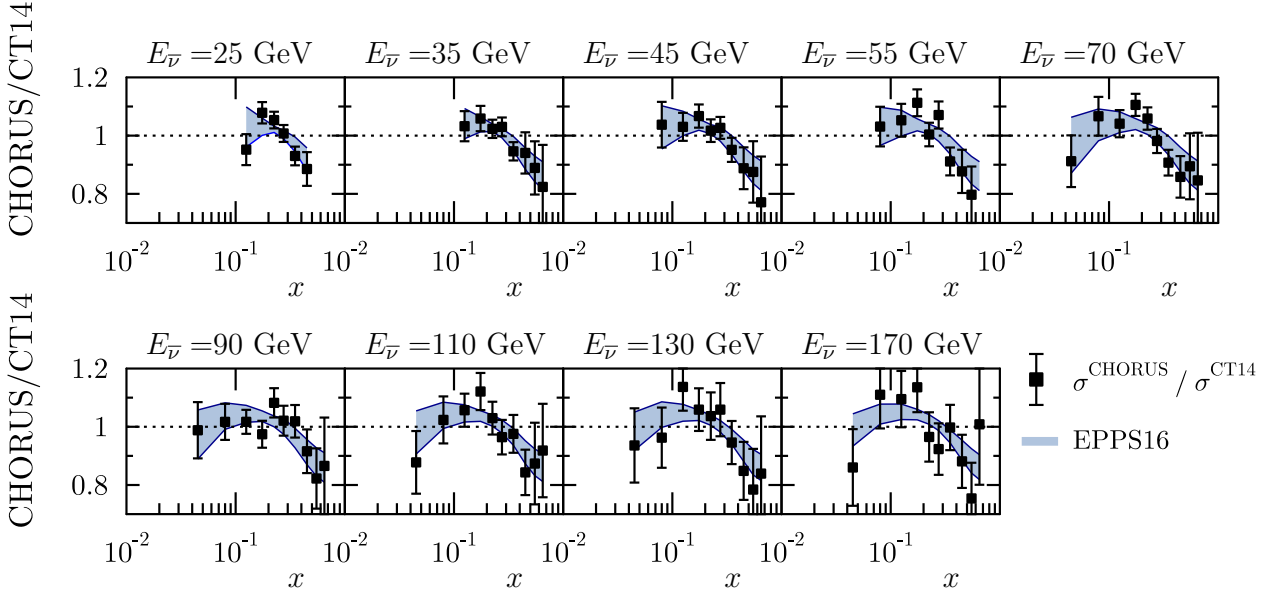 E_ν̅ =25 GeV E_ν̅ =35 GeV E_ν̅ =45 GeV E_ν̅ =55 GeV E_ν̅ =70 GeV
CHORUS/CT14
1.2
1
0.8
10⁻² 10⁻¹ 10⁻² 10⁻¹ 10⁻² 10⁻¹ 10⁻² 10⁻¹ 10⁻² 10⁻¹
x x x x x
E_ν̅ =90 GeV E_ν̅ =110 GeV E_ν̅ =130 GeV E_ν̅ =170 GeV
CHORUS/CT14
1.2
1
0.8
10⁻² 10⁻¹ 10⁻² 10⁻¹ 10⁻² 10⁻¹ 10⁻² 10⁻¹
x x x x
σ^CHORUS / σ^CT14
EPPS16